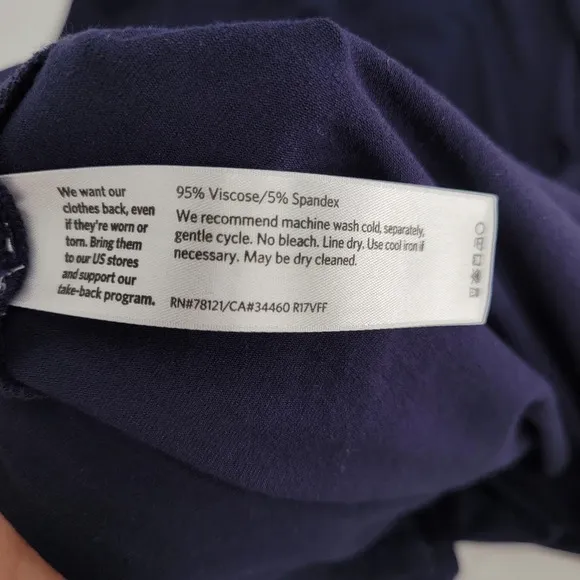 We want our
clothes back, even
if they're worn or
torn. Bring them
to our US stores
and support our
take-back program.
95% Viscose/5% Spandex
We recommend machine wash cold, separately,
gentle cycle. No bleach. Line dry. Use cool iron if
necessary. May be dry cleaned.
RN#78121/CA#34460 R17VFF